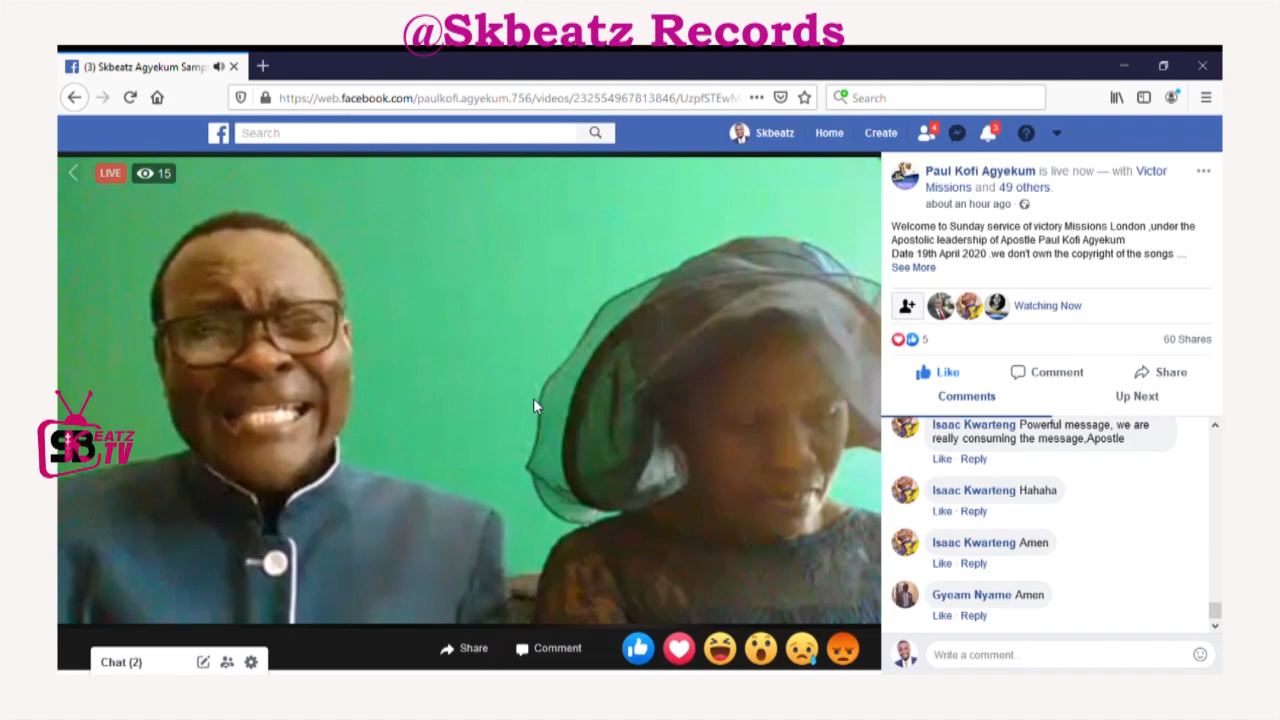 @Skbeatz Records
(3) Skbeatz Agyekum Samp
https://web.facebook.com/paulkofi.agyekum.756/videos/232554967813846/UzpfSTEwM
Search
Search
Skbeatz Home Create 4 3
LIVE 15
Paul Kofi Agyekum is live now — with Victor
Missions and 49 others.
about an hour ago
Welcome to Sunday service of victory Missions London ,under the
Apostolic leadership of Apostle Paul Kofi Agyekum
Date 19th April 2020 .we don't own the copyright of the songs ....
See More
Watching Now
5 60 Shares
Like Comment Share
Comments Up Next
Isaac Kwarteng Powerful message, we are
really consuming the message,Apostle
Like · Reply
Isaac Kwarteng Hahaha
Like · Reply
Isaac Kwarteng Amen
Like · Reply
Gyeam Nyame Amen
Like · Reply
Write a comment...
SKBEATZ
TV
Share Comment
Chat (2)